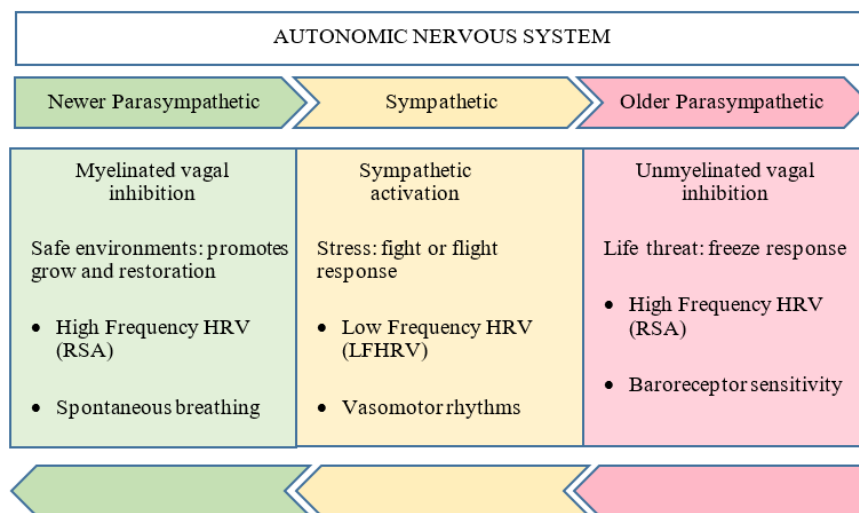 AUTONOMIC NERVOUS SYSTEM
Newer Parasympathetic
Sympathetic
Older Parasympathetic
Myelinated vagal
inhibition
Safe environments: promotes
grow and restoration
• High Frequency HRV
(RSA)
• Spontaneous breathing
Sympathetic
activation
Stress: fight or flight
response
• Low Frequency HRV
(LFHRV)
• Vasomotor rhythms
Unmyelinated vagal
inhibition
Life threat: freeze response
• High Frequency HRV
(RSA)
• Baroreceptor sensitivity